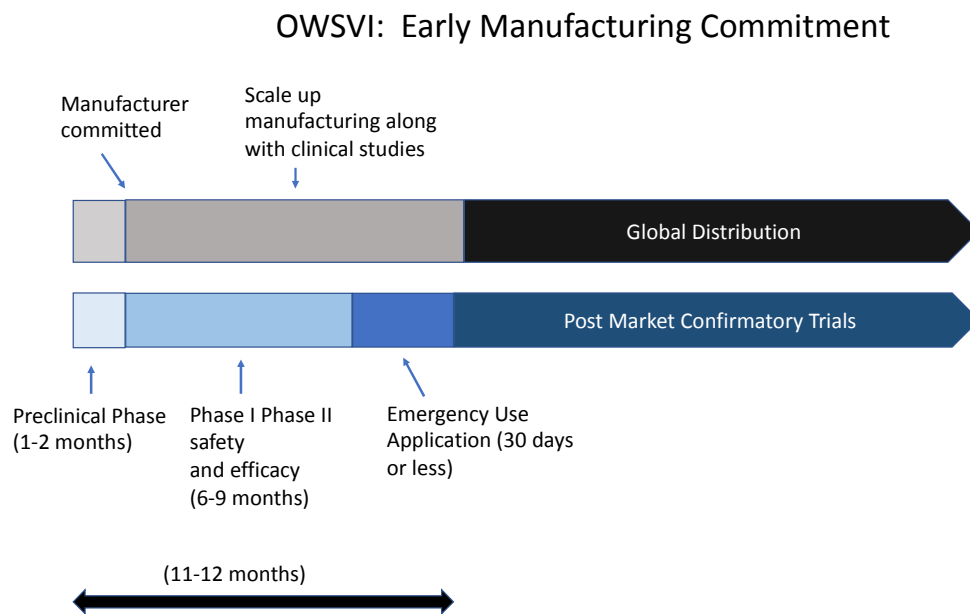 OWSVI: Early Manufacturing Commitment
Manufacturer
committed
Scale up
manufacturing along
with clinical studies
Global Distribution
Post Market Confirmatory Trials
Preclinical Phase
(1-2 months)
Phase I Phase II
safety
and efficacy
(6-9 months)
Emergency Use
Application (30 days
or less)
(11-12 months)